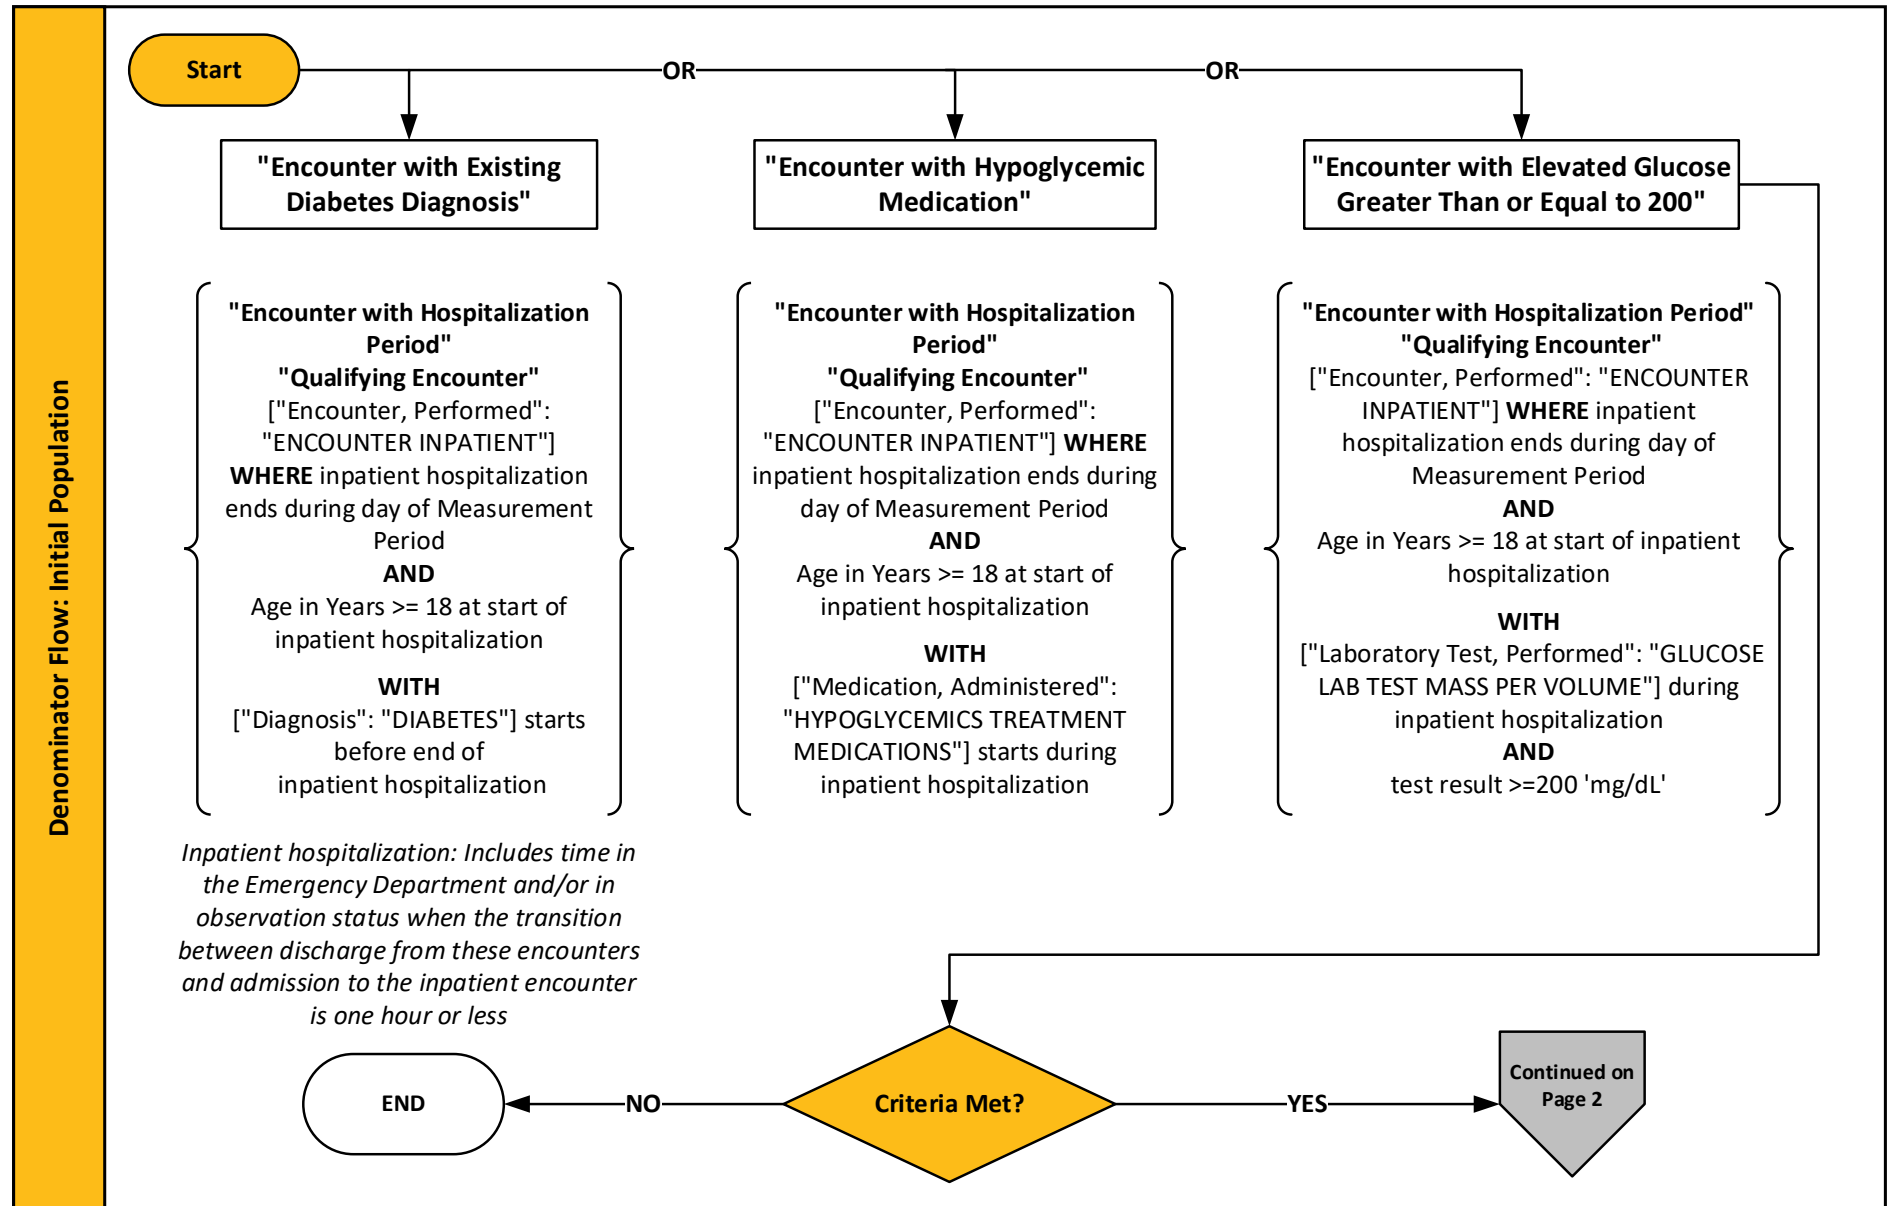 Denominator Flow: Initial Population
Start
OR
OR
"Encounter with Existing
Diabetes Diagnosis"
"Encounter with Hypoglycemic
Medication"
"Encounter with Elevated Glucose
Greater Than or Equal to 200"
"Encounter with Hospitalization
Period"
"Qualifying Encounter"
["Encounter, Performed":
"ENCOUNTER INPATIENT"]
WHERE inpatient hospitalization
ends during day of Measurement
Period
AND
Age in Years >= 18 at start of
inpatient hospitalization
WITH
["Diagnosis": "DIABETES"] starts
before end of
inpatient hospitalization
"Encounter with Hospitalization
Period"
"Qualifying Encounter"
["Encounter, Performed":
"ENCOUNTER INPATIENT"] WHERE
inpatient hospitalization ends during
day of Measurement Period
AND
Age in Years >= 18 at start of
inpatient hospitalization
WITH
["Medication, Administered":
"HYPOGLYCEMICS TREATMENT
MEDICATIONS"] starts during
inpatient hospitalization
"Encounter with Hospitalization Period"
"Qualifying Encounter"
["Encounter, Performed": "ENCOUNTER
INPATIENT"] WHERE inpatient
hospitalization ends during day of
Measurement Period
AND
Age in Years >= 18 at start of inpatient
hospitalization
WITH
["Laboratory Test, Performed": "GLUCOSE
LAB TEST MASS PER VOLUME"] during
inpatient hospitalization
AND
test result >=200 'mg/dL'
Inpatient hospitalization: Includes time in
the Emergency Department and/or in
observation status when the transition
between discharge from these encounters
and admission to the inpatient encounter
is one hour or less
END
NO
Criteria Met?
YES
Continued on
Page 2